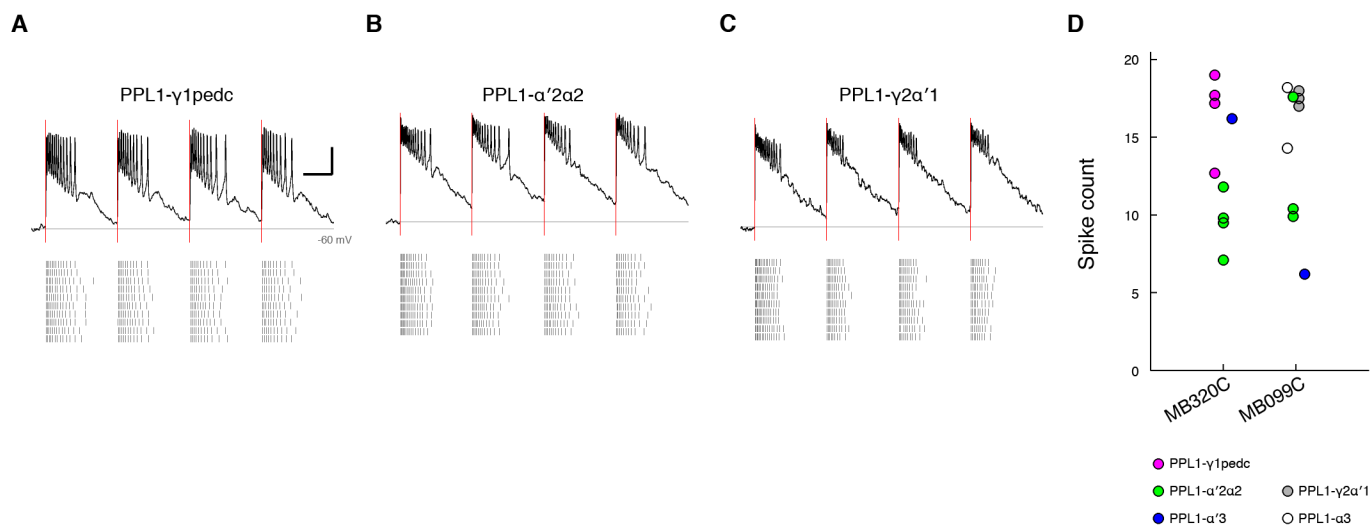 A
B
C
D
PPL1-γ1pedc
PPL1-α′2α2
PPL1-γ2α′1
-60 mV
Spike count
20
15
10
5
0
MB320C
MB099C
PPL1-γ1pedc
PPL1-α′2α2
PPL1-γ2α′1
PPL1-α′3
PPL1-α3